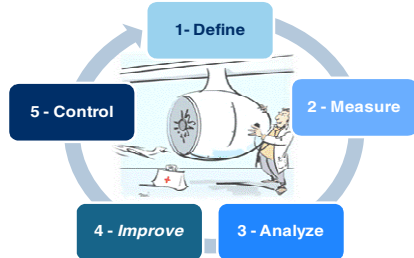 1- Define
2 - Measure
3 - Analyze
4 - Improve
5 - Control